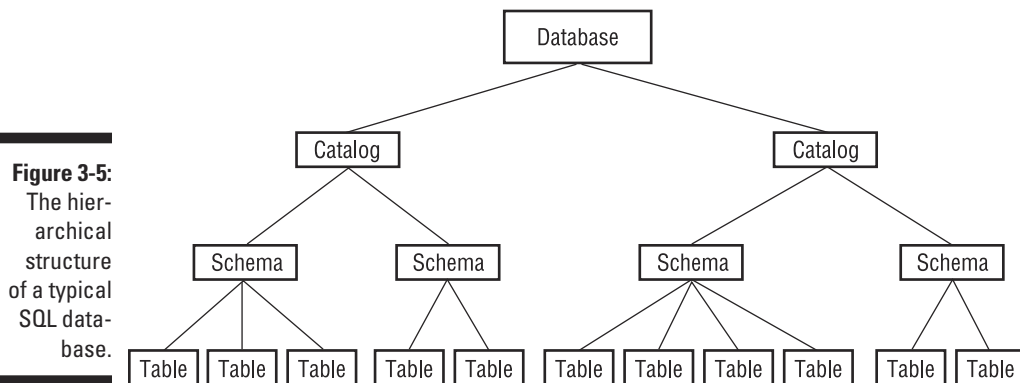 Database
Catalog Catalog
Figure 3-5:
The hier-
archical
structure
of a typical
SQL data-
base.
Schema Schema Schema Schema
Table Table Table Table Table Table Table Table Table Table Table